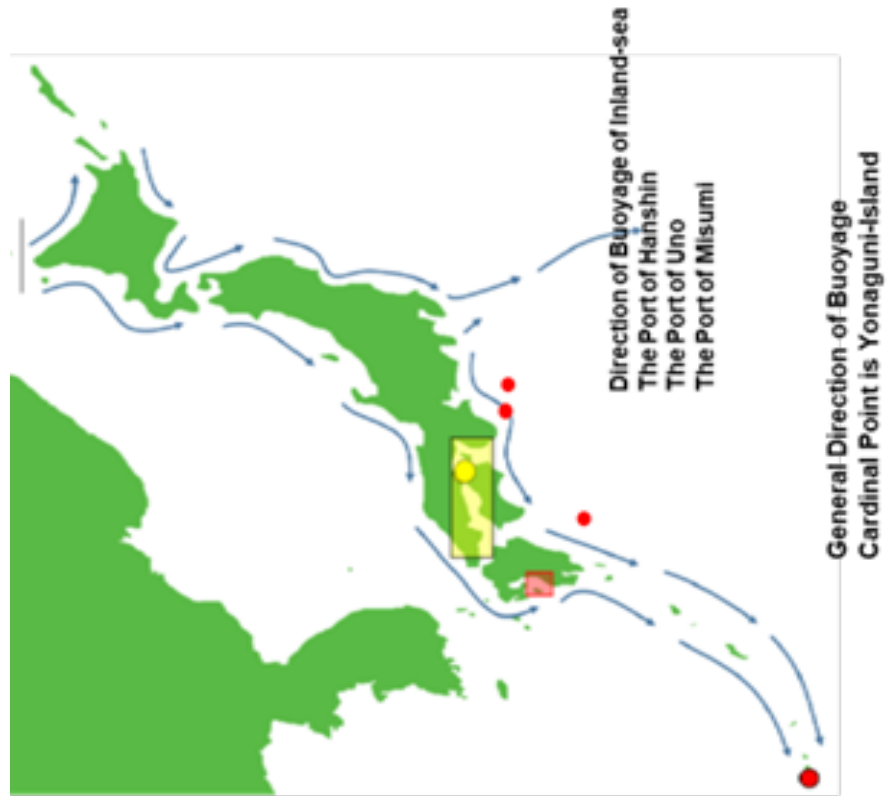 Direction of Buoyage of Inland-sea
The Port of Hanshin
The Port of Uno
The Port of Misumi
General Direction of Buoyage
Cardinal Point is Yonaguni-Island